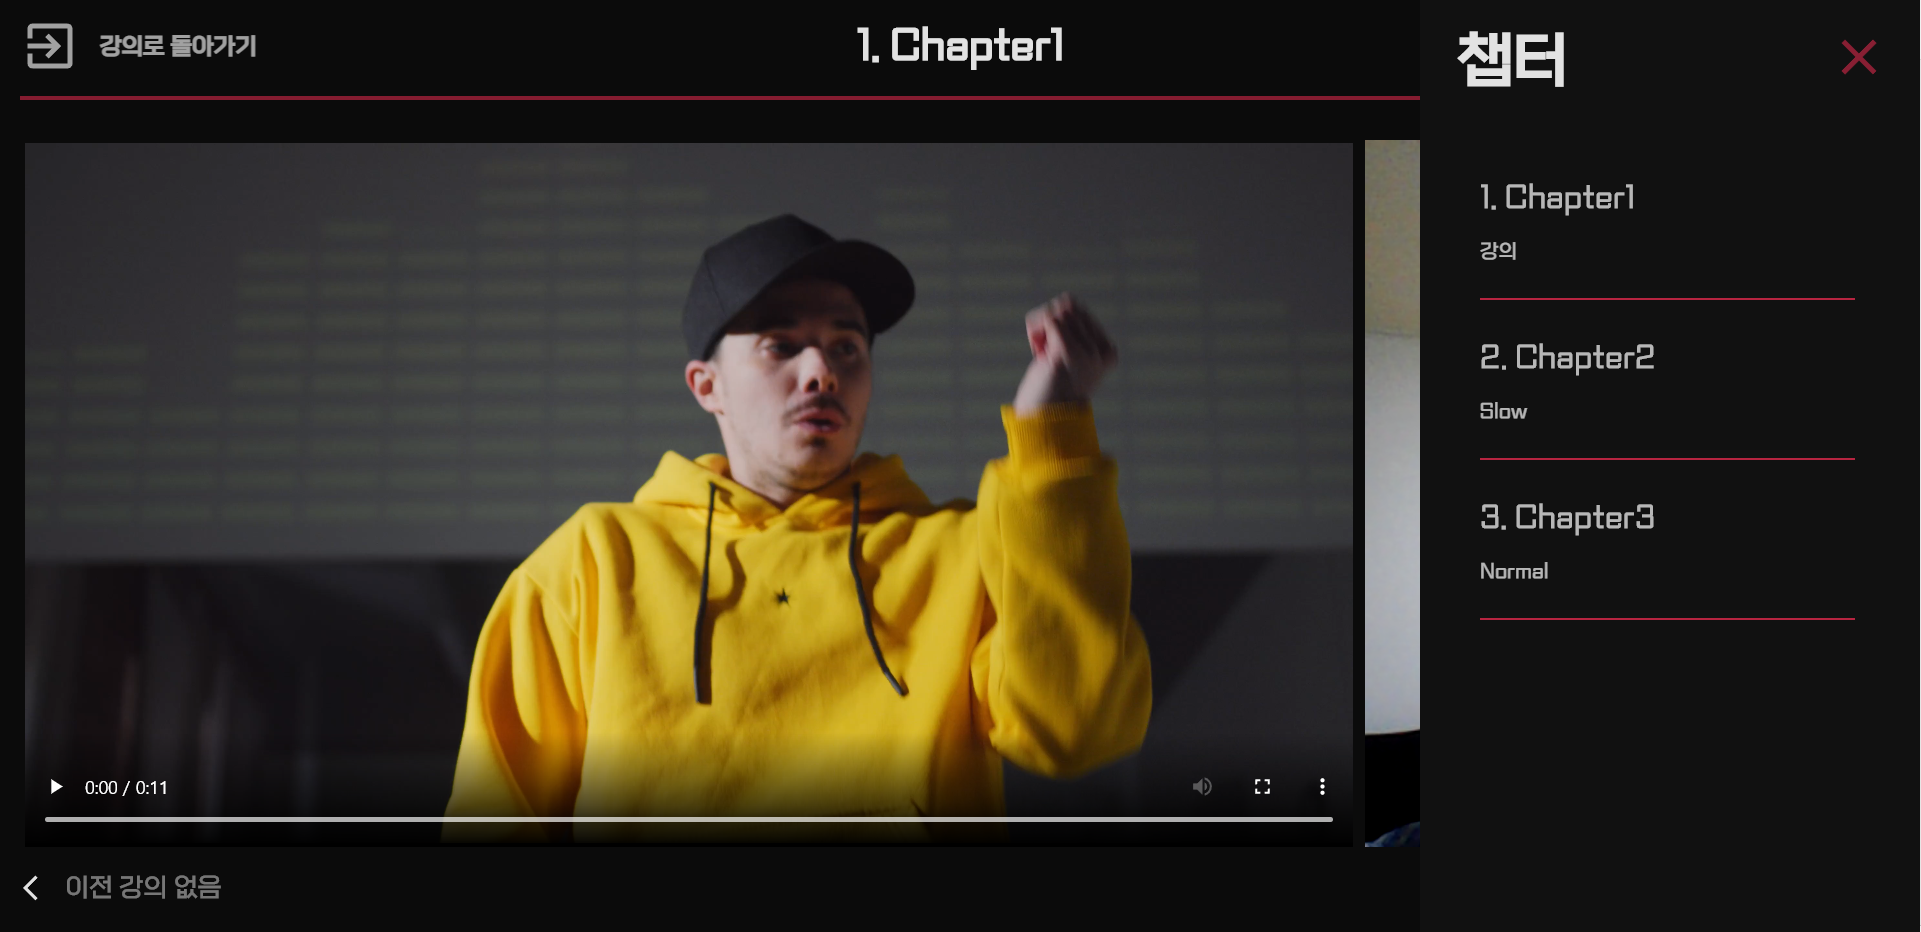 강의로 돌아가기
1. Chapter1
0:00 / 0:11
이전 강의 없음
챕터
1. Chapter1
강의
2. Chapter2
Slow
3. Chapter3
Normal